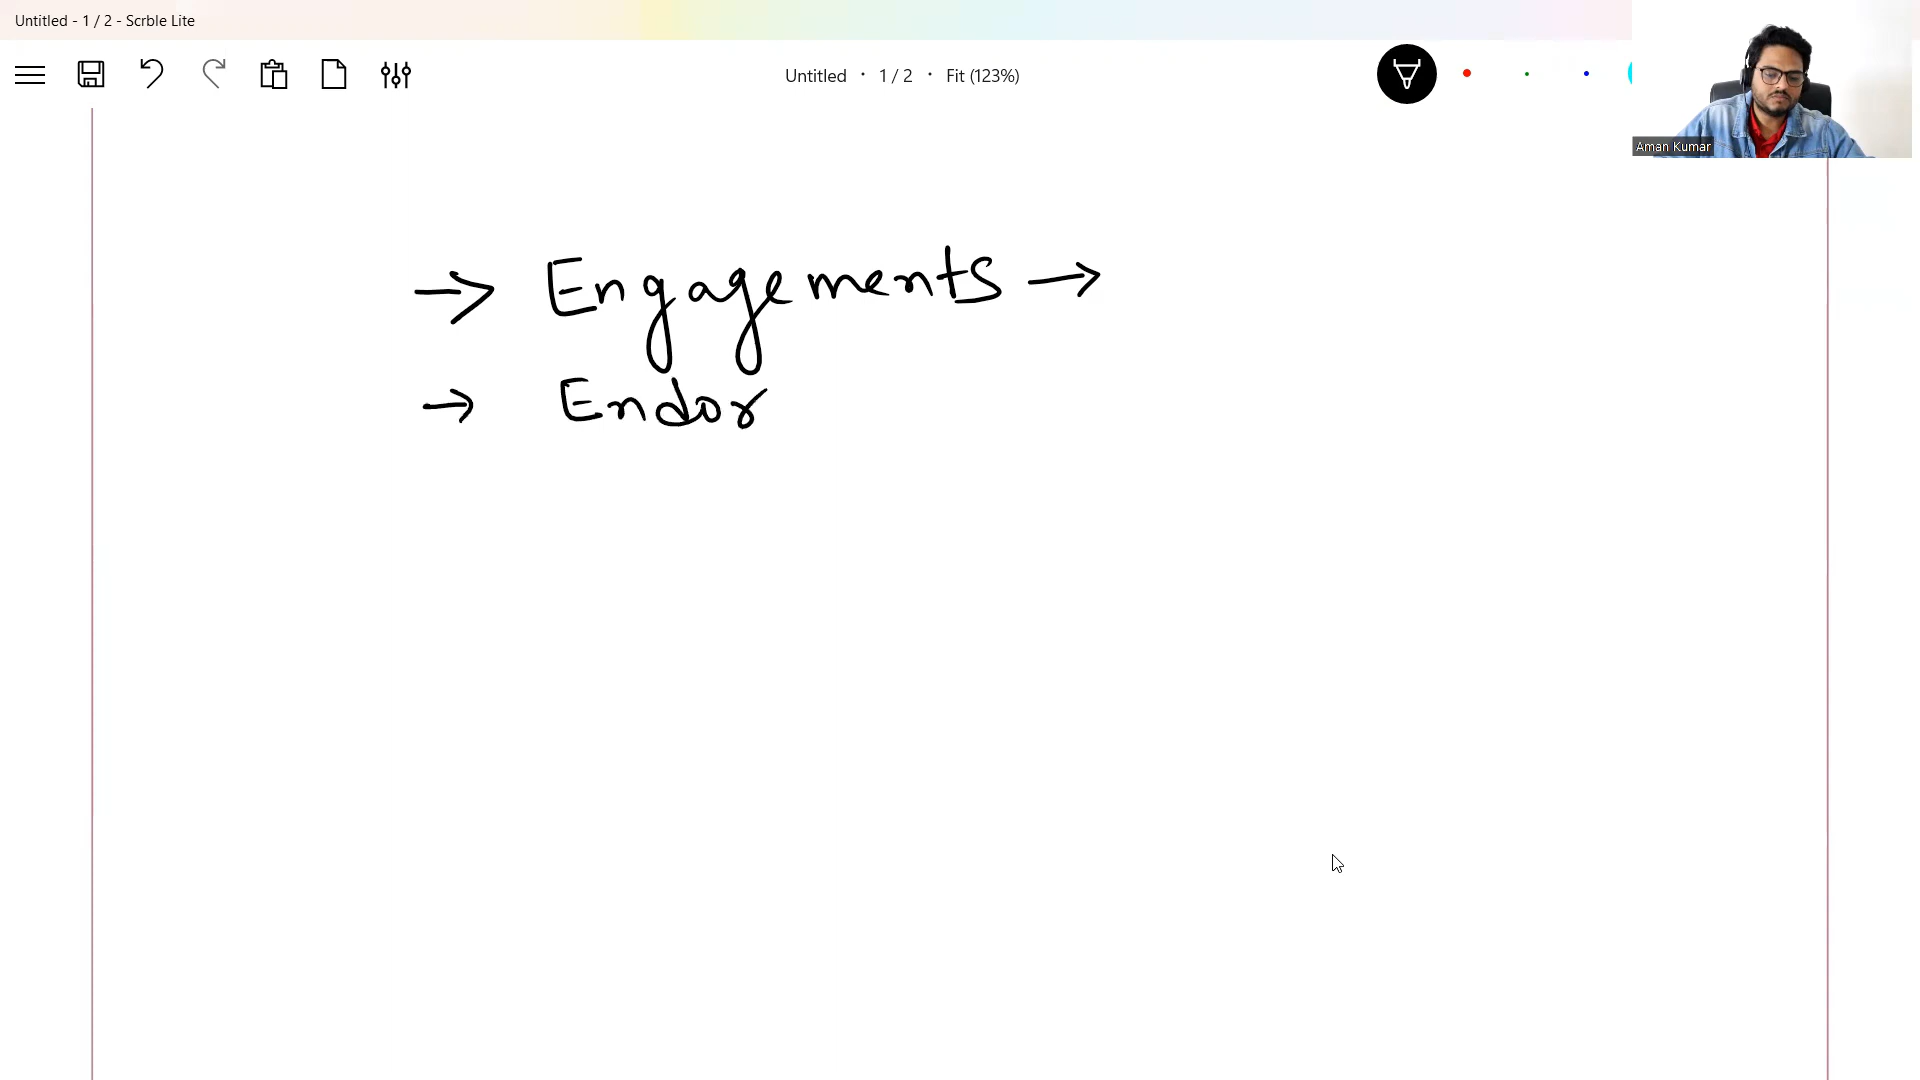 Untitled - 1 / 2 - Scrble Lite
Untitled • 1 / 2 • Fit (123%)
Aman Kumar
→ Engagements →
→ Endor